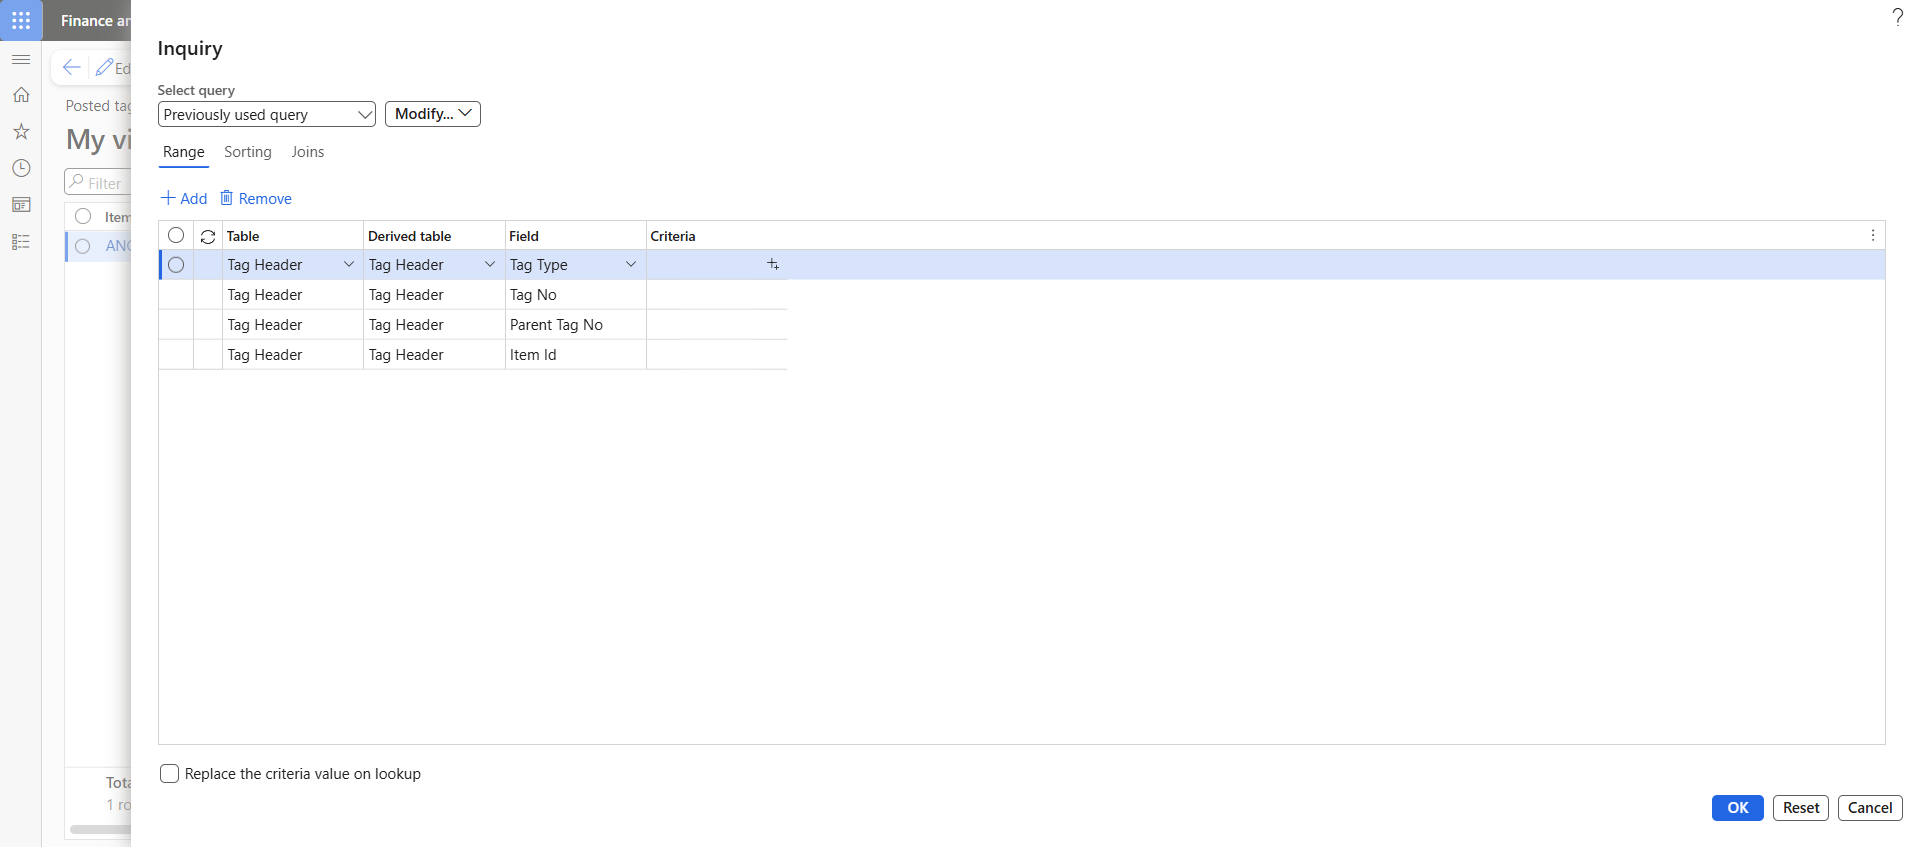 Finance an
?
Inquiry
Ed
Select query
Posted tag
Previously used query
Modify...
My vi
Range
Sorting
Joins
Filter
Add
Remove
Item
Table
Derived table
Field
Criteria
ANG
Tag Header
Tag Header
Tag Type
Tag Header
Tag Header
Tag No
Tag Header
Tag Header
Parent Tag No
Tag Header
Tag Header
Item Id
Replace the criteria value on lookup
Tota
1 ro
OK
Reset
Cancel